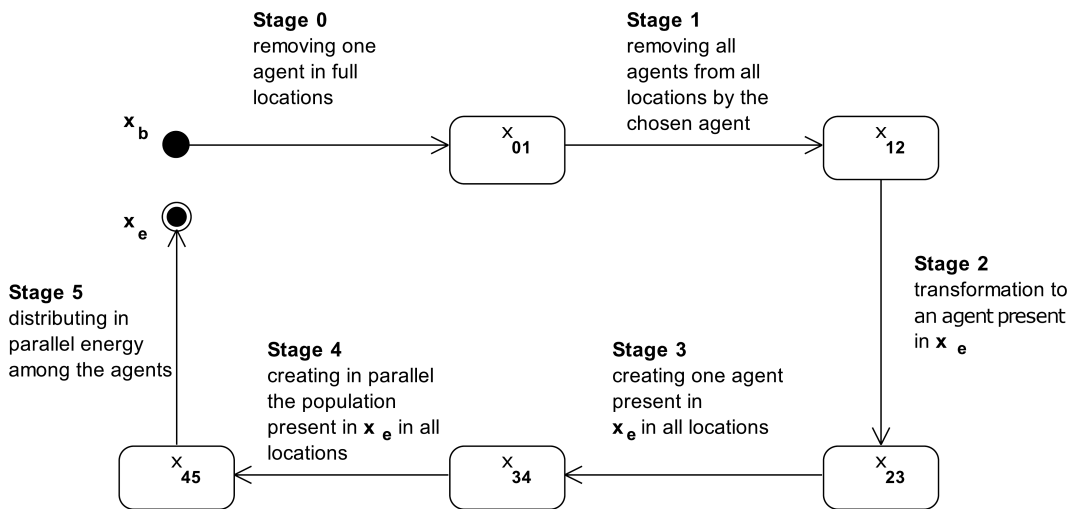 Stage 0
removing one
agent in full
locations
Stage 1
removing all
agents from all
locations by the
chosen agent
x b
x 01
x 12
x e
Stage 2
transformation to
an agent present
in x e
Stage 5
distributing in
parallel energy
among the agents
Stage 4
creating in parallel
the population
present in x e in all
locations
Stage 3
creating one agent
present in
x e in all locations
x 45
x 34
x 23